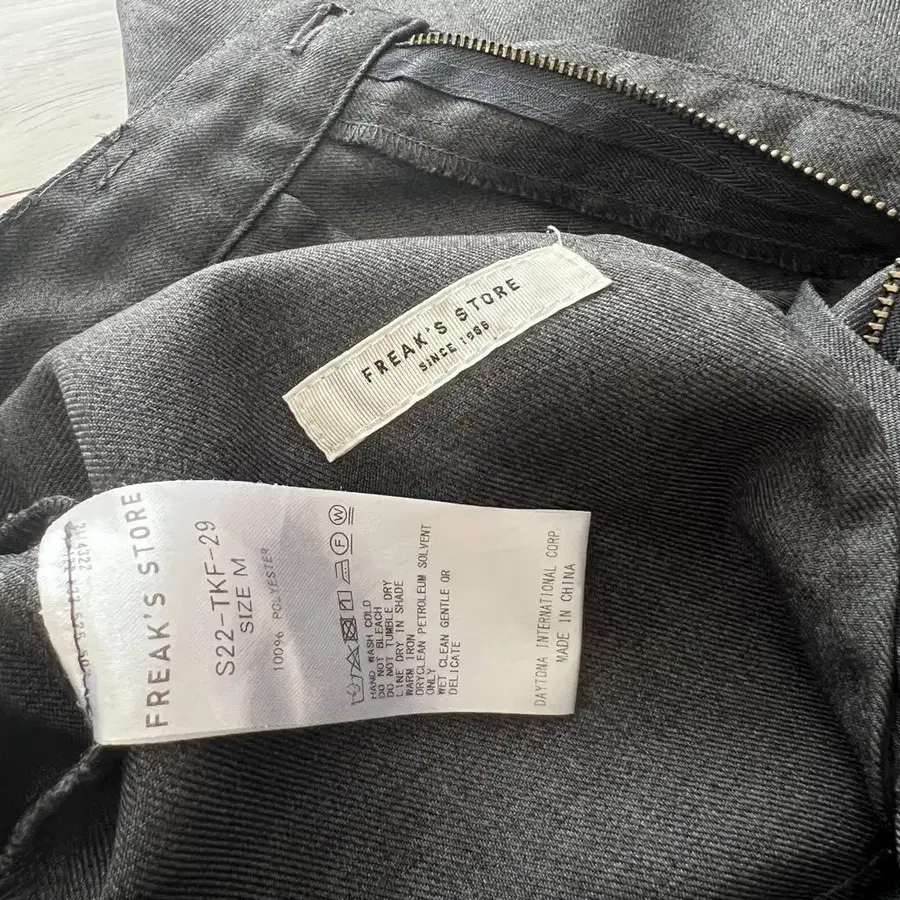 FREAK'S STORE
SINCE 1986
FREAK'S STORE
S22-TKF-29
SIZE M
100% POLYESTER
HAND WASH COLD
DO NOT BLEACH
DO NOT TUMBLE DRY
LINE DRY IN SHADE
WARM IRON
DRYCLEAN PETROLEUM SOLVENT
ONLY
WET CLEAN GENTLE OR
DELICATE
F
W
DAYTONA INTERNATIONAL CORP.
MADE IN CHINA